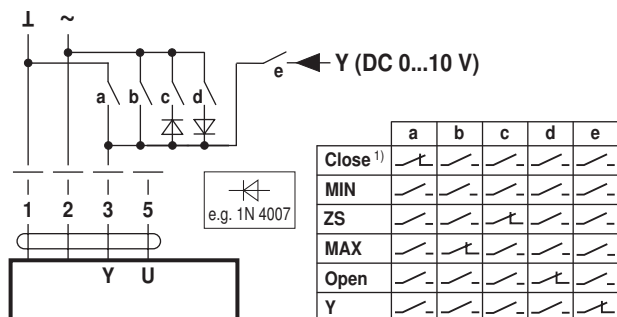 ⊥ ~
e Y (DC 0...10 V)
a b c d
1 2 3 5
e.g. 1N 4007
Y U
a b c d e
Close 1)
MIN
ZS
MAX
Open
Y